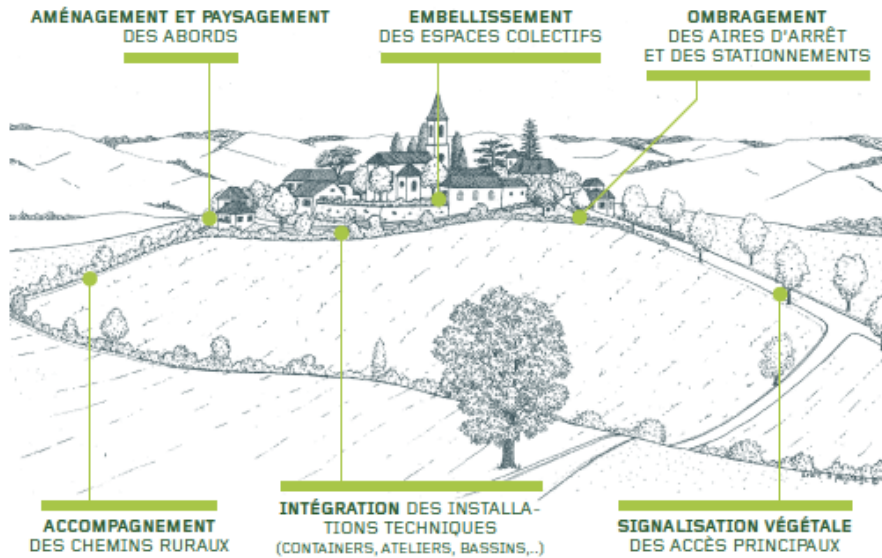 AMÉNAGEMENT ET PAYSAGEMENT
DES ABORDS
EMBELLISSEMENT
DES ESPACES COLECTIFS
OMBRAGEMENT
DES AIRES D'ARRÊT
ET DES STATIONNEMENTS
ACCOMPAGNEMENT
DES CHEMINS RURAUX
INTÉGRATION DES INSTALLA-
TIONS TECHNIQUES
(CONTAINERS, ATELIERS, BASSINS,..)
SIGNALISATION VÉGÉTALE
DES ACCÈS PRINCIPAUX